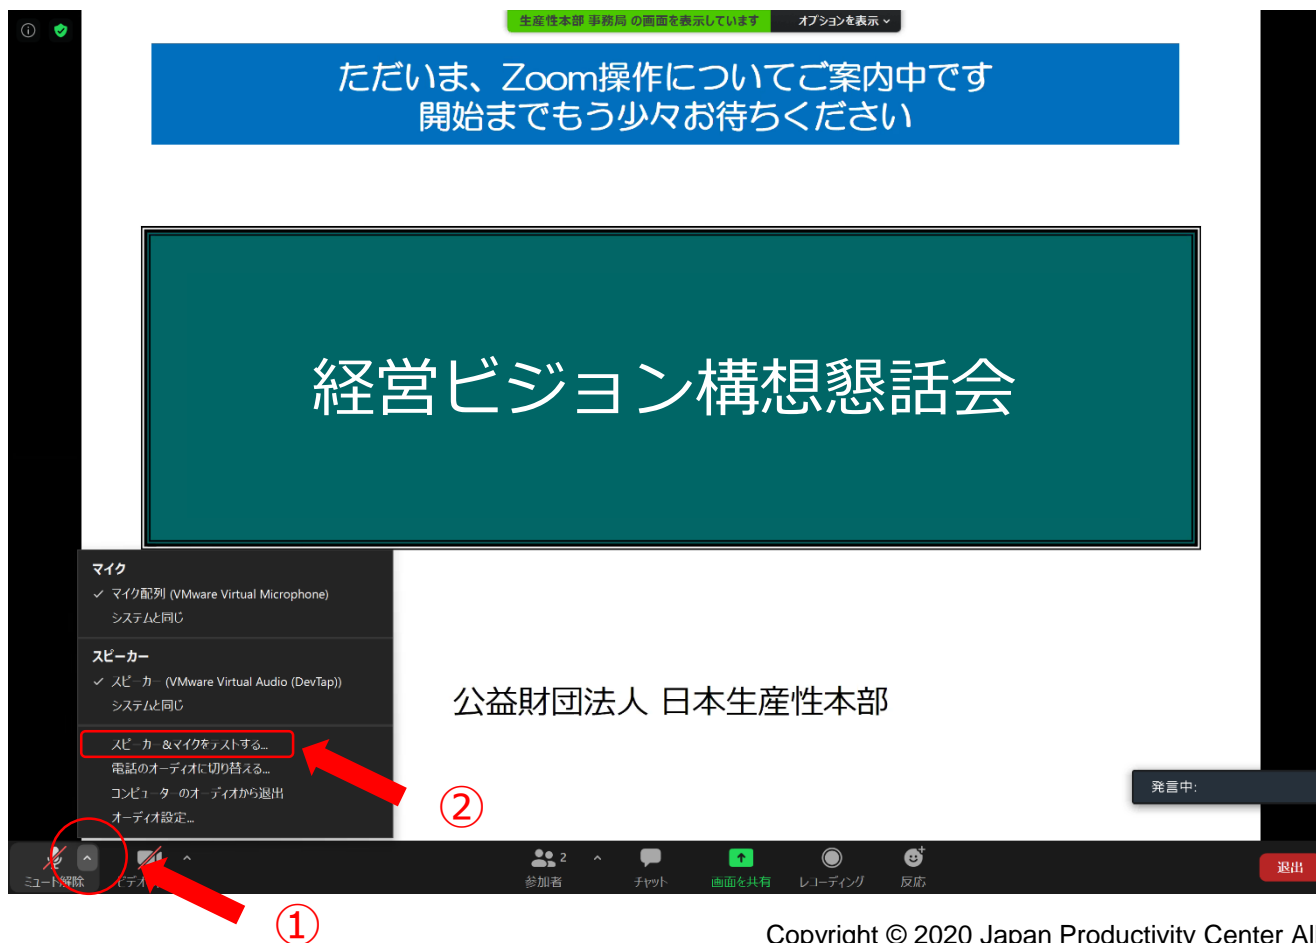 生産性本部 事務局 の画面を表示しています オプションを表示
ただいま、Zoom操作についてご案内中です
開始までもう少々お待ちください
経営ビジョン構想懇話会
マイク
マイク配列 (VMware Virtual Microphone)
システムと同じ
スピーカー
スピーカー (VMware Virtual Audio (DevTap))
システムと同じ
スピーカー&マイクをテストする...
電話のオーディオに切り替える...
コンピューターのオーディオから退出
オーディオ設定...
公益財団法人 日本生産性本部
発言中:
②
2
ミュート解除 ビデオ 参加者 チャット 画面を共有 レコーディング 反応 退出
①
Copyright © 2020 Japan Productivity Center Al